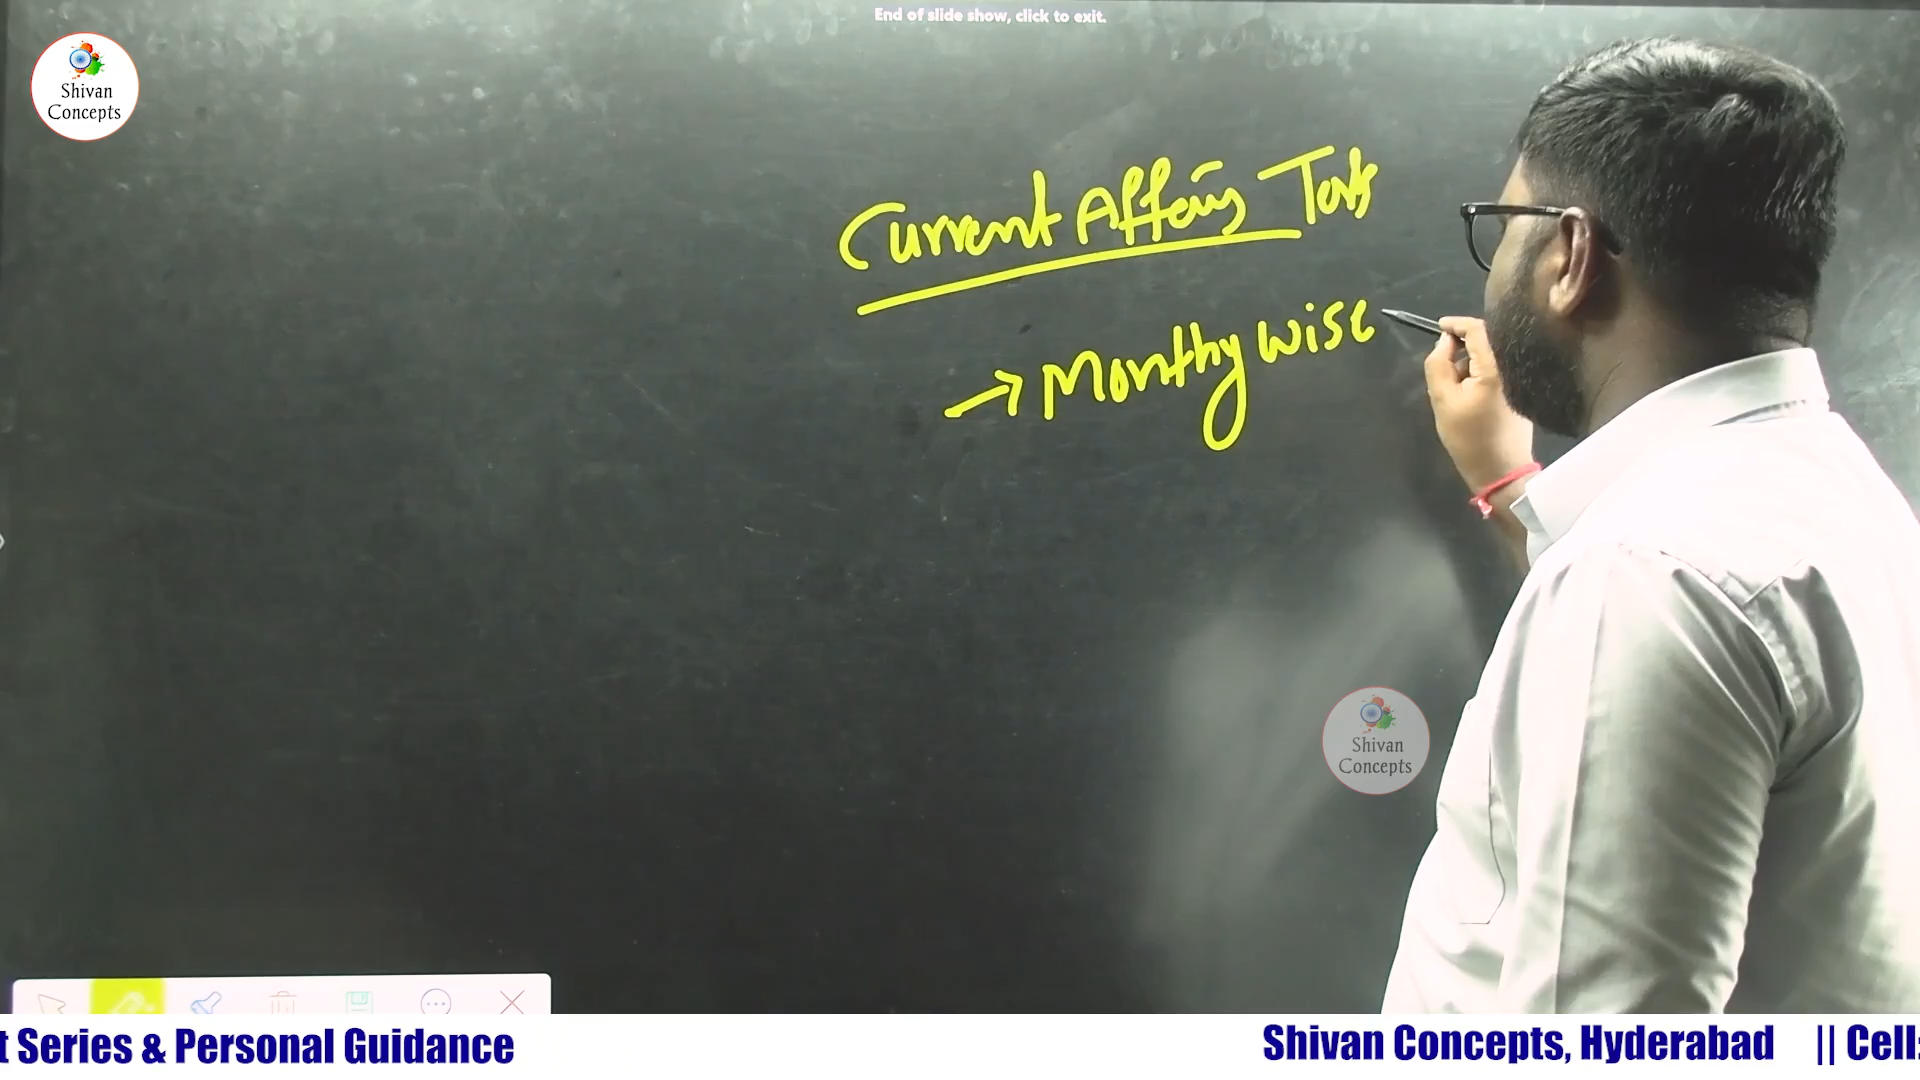 End of slide show, click to exit.
Shivan
Concepts
Current Affairs Tests
→ Monthy wise
Shivan
Concepts
t Series & Personal Guidance
Shivan Concepts, Hyderabad || Cell: